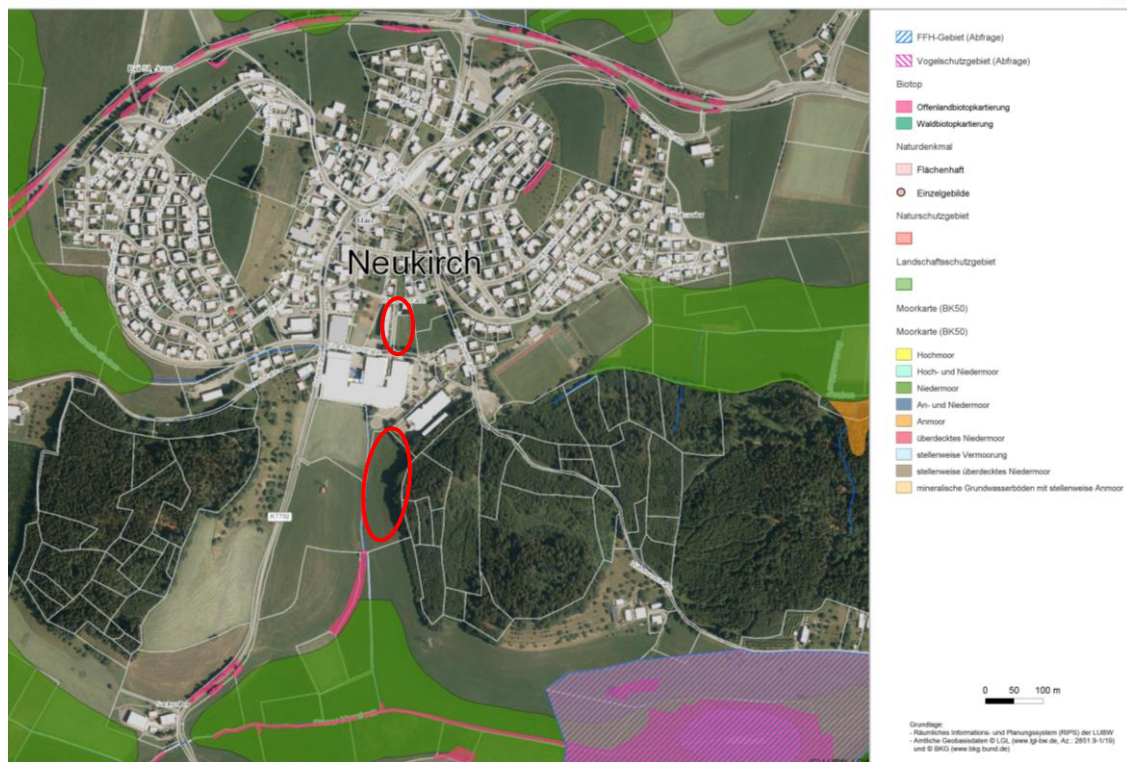 Neukirch
K7702
FFH-Gebiet (Abfrage)
Vogelschutzgebiet (Abfrage)
Biotop
Offenlandbiotopkartierung
Waldbiotopkartierung
Naturdenkmal
Flächenhaft
Einzelgebilde
Naturschutzgebiet
Landschaftsschutzgebiet
Moorkarte (BK50)
Moorkarte (BK50)
Hochmoor
Hoch- und Niedermoor
Niedermoor
An- und Niedermoor
Anmoor
überdecktes Niedermoor
stellenweise Vermoorung
stellenweise überdecktes Niedermoor
mineralische Grundwasserböden mit stellenweise Anmoor
0 50 100 m
Grundlage:
- Räumliches Informations- und Planungssystem (RIPS) der LUBW
- Amtliche Geobasisdaten © LGL (www.lgl-bw.de, Az.: 2851.9-1/19)
und © BKG (www.bkg.bund.de)